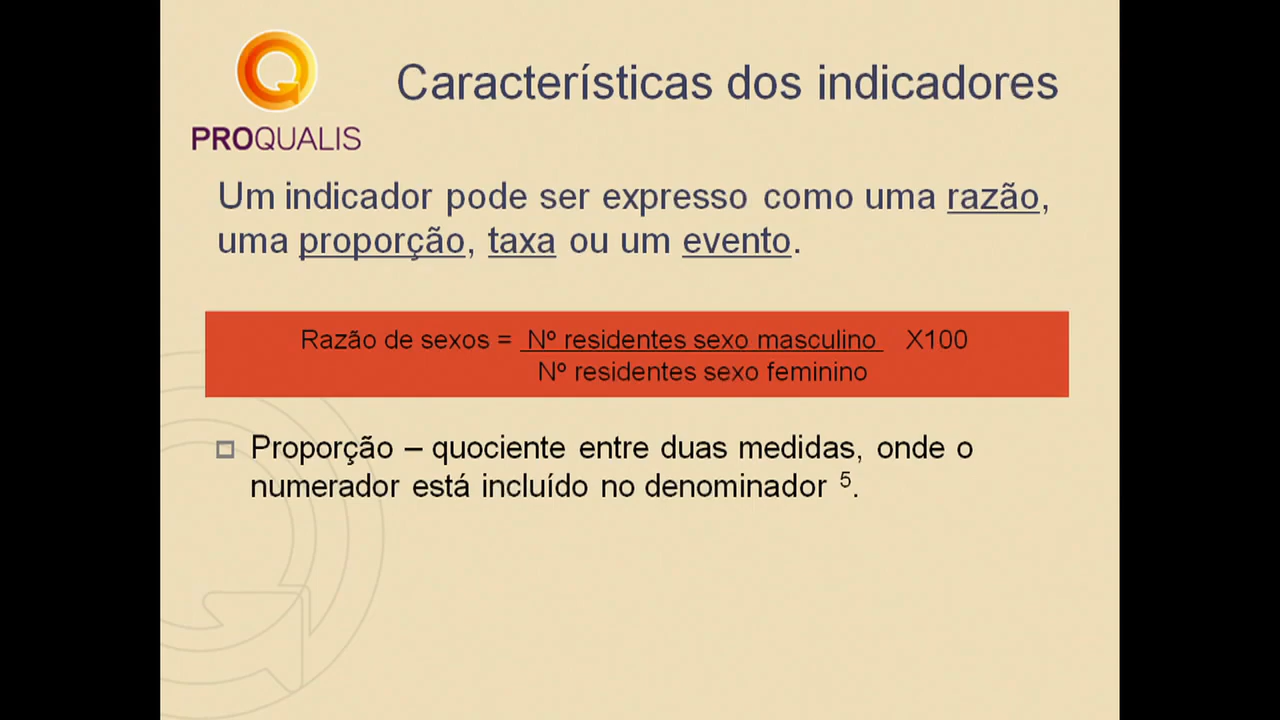 PROQUALIS
Características dos indicadores
Um indicador pode ser expresso como uma razão,
uma proporção, taxa ou um evento.
Razão de sexos = Nº residentes sexo masculino X100
Nº residentes sexo feminino
Proporção – quociente entre duas medidas, onde o
numerador está incluído no denominador 5.